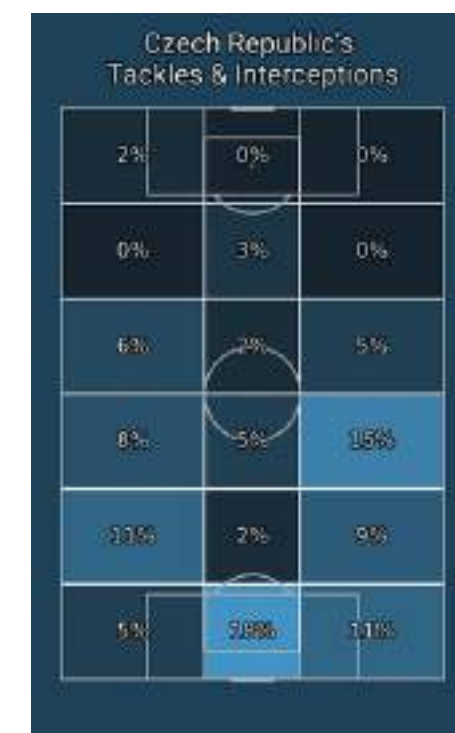 Czech Republic's
Tackles & Interceptions
2% 0% 0%
0% 3% 0%
6% 2% 5%
8% 5% 15%
11% 2% 9%
5% 11%